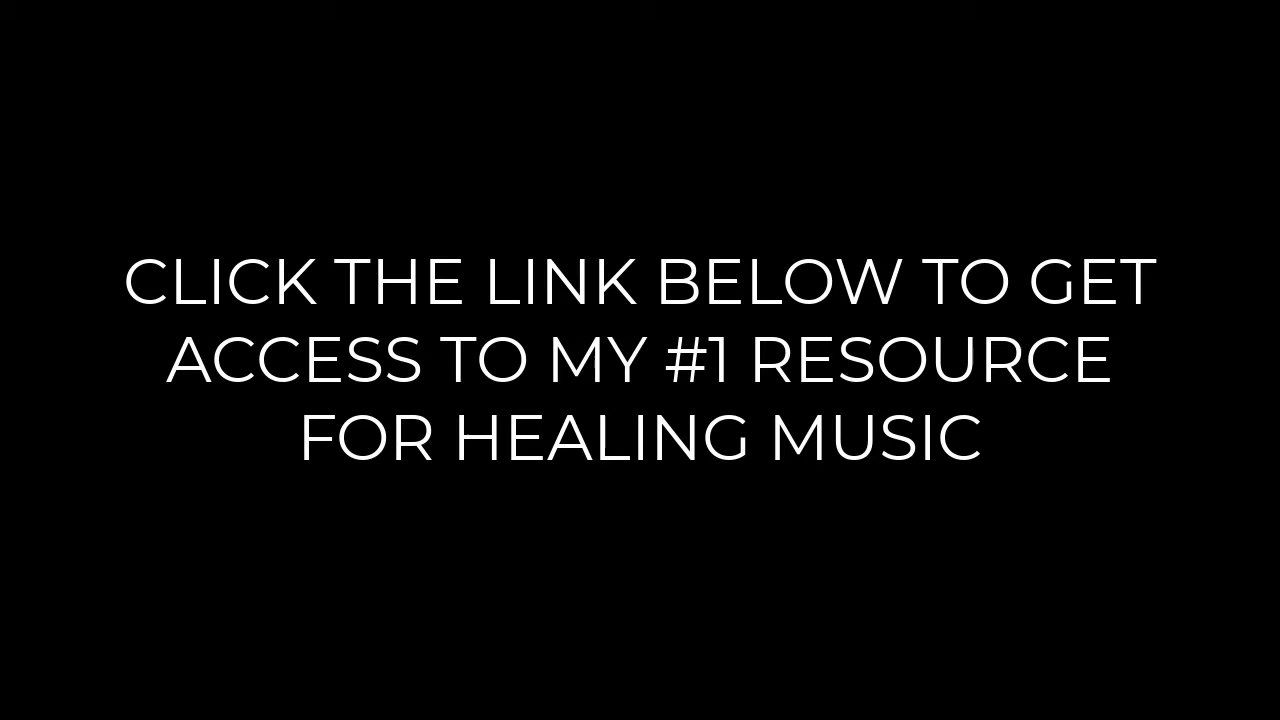 CLICK THE LINK BELOW TO GET
ACCESS TO MY #1 RESOURCE
FOR HEALING MUSIC